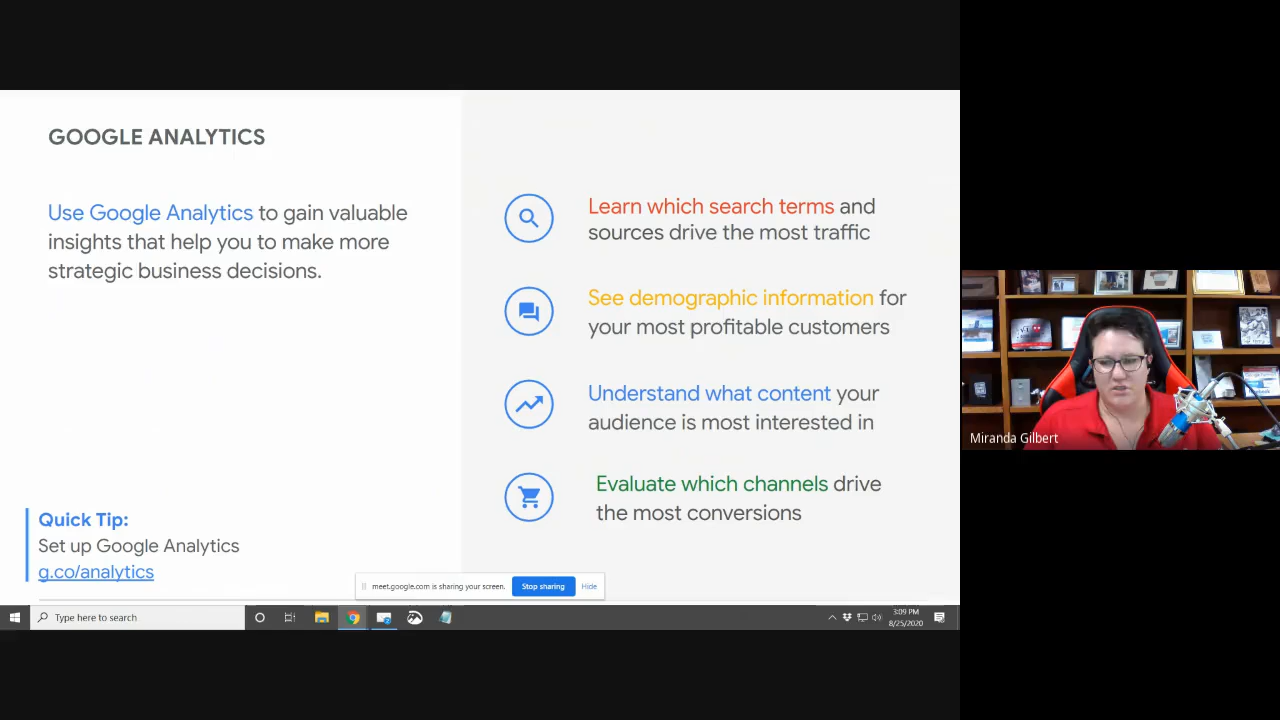 GOOGLE ANALYTICS
Use Google Analytics to gain valuable
insights that help you to make more
strategic business decisions.
Quick Tip:
Set up Google Analytics
g.co/analytics
Learn which search terms and
sources drive the most traffic
See demographic information for
your most profitable customers
Understand what content your
audience is most interested in
Evaluate which channels drive
the most conversions
meet.google.com is sharing your screen.
Stop sharing
Hide
Type here to search
3:09 PM
8/25/2020
Miranda Gilbert